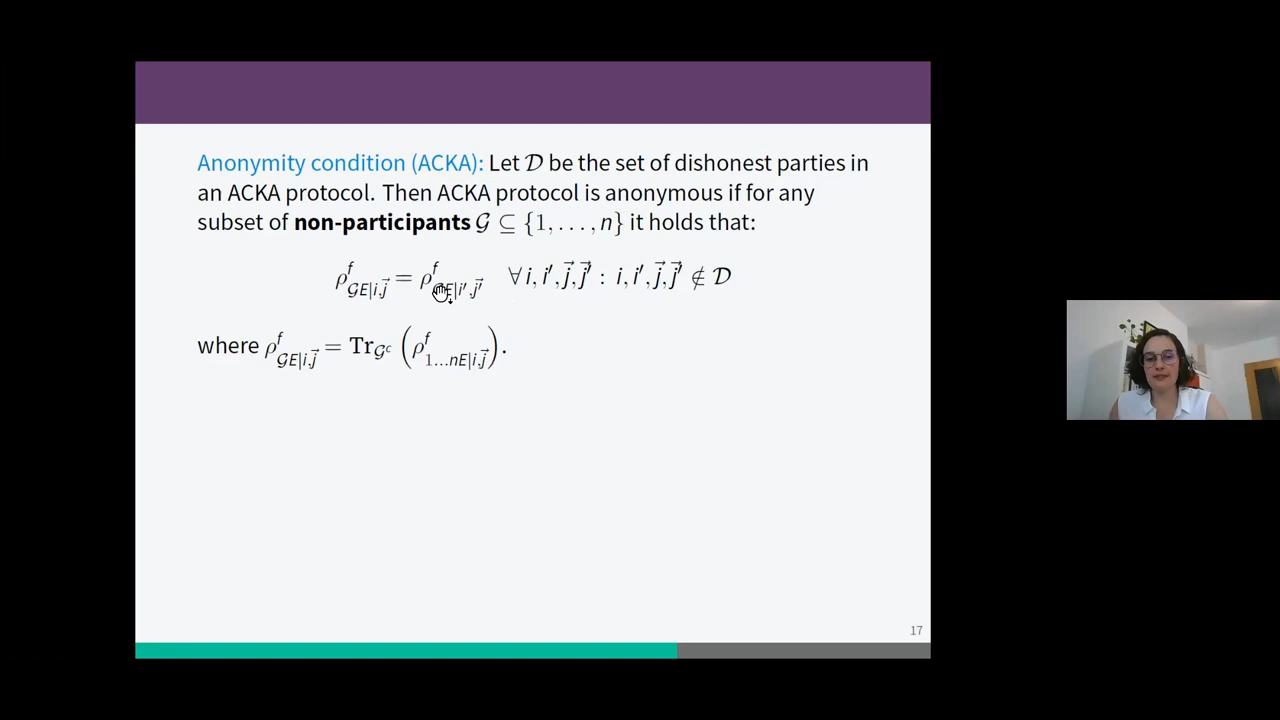 Anonymity condition (ACKA): Let 𝒟 be the set of dishonest parties in
an ACKA protocol. Then ACKA protocol is anonymous if for any
subset of non-participants 𝒢 ⊆ {1, . . . , n} it holds that:
ρ^f_{𝒢E|i,j⃗} = ρ^f_{𝒢E|i′,j⃗′} ∀ i, i′, j⃗, j⃗′ : i, i′, j⃗, j⃗′ ∉ 𝒟
where ρ^f_{𝒢E|i,j⃗} = Tr_{𝒢^c} (ρ^f_{1...nE|i,j⃗}).
17